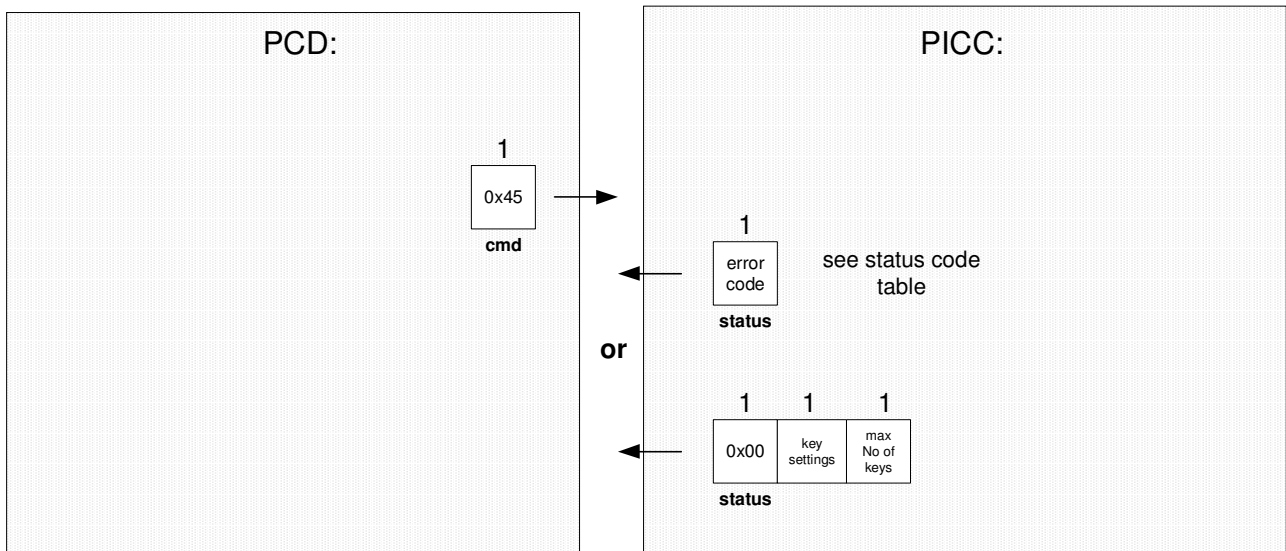 PCD:
PICC:
1
0x45
cmd
1
error
code
status
see status code
table
or
1
1
1
0x00
key
settings
max
No of
keys
status